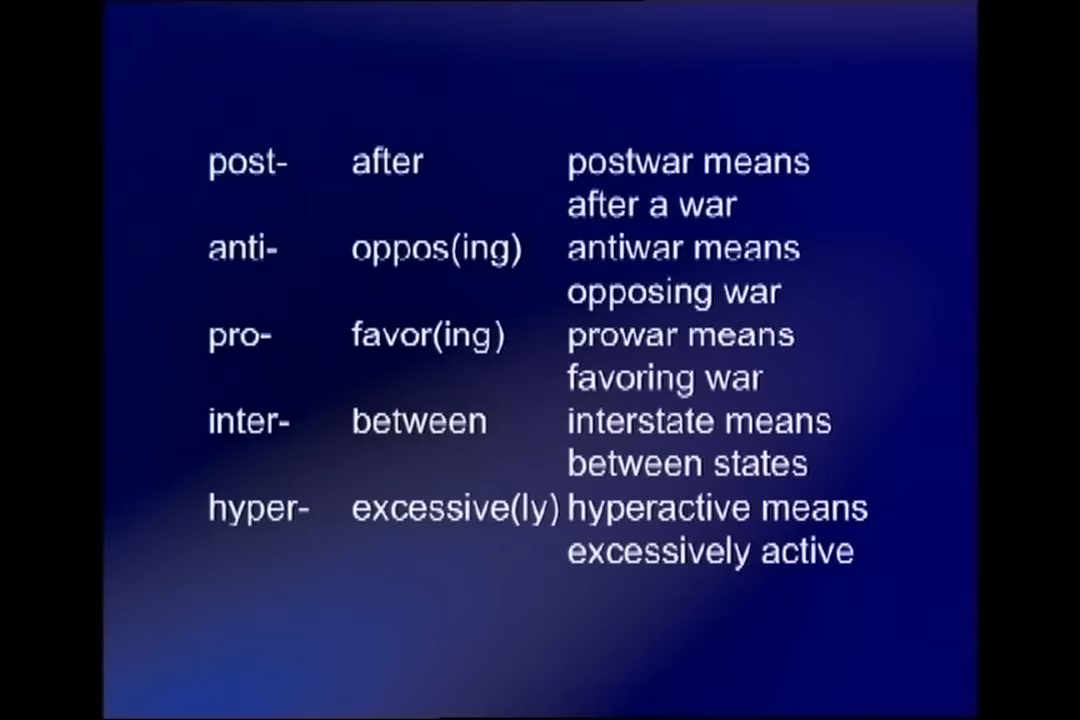 post- after postwar means
after a war
anti- oppos(ing) antiwar means
opposing war
pro- favor(ing) prowar means
favoring war
inter- between interstate means
between states
hyper- excessive(ly) hyperactive means
excessively active